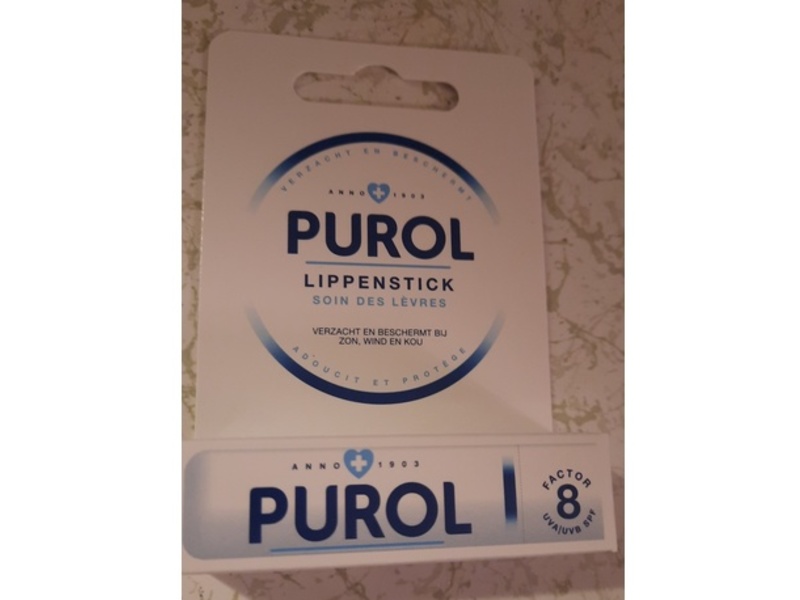 VERZACHT EN BESCHERMT
ANNO 1903
PUROL
LIPPENSTICK
SOIN DES LÈVRES
VERZACHT EN BESCHERMT BIJ
ZON, WIND EN KOU
ADOUCIT ET PROTÈGE
ANNO 1903
PUROL
FACTOR
8
UVA/UVB SPF